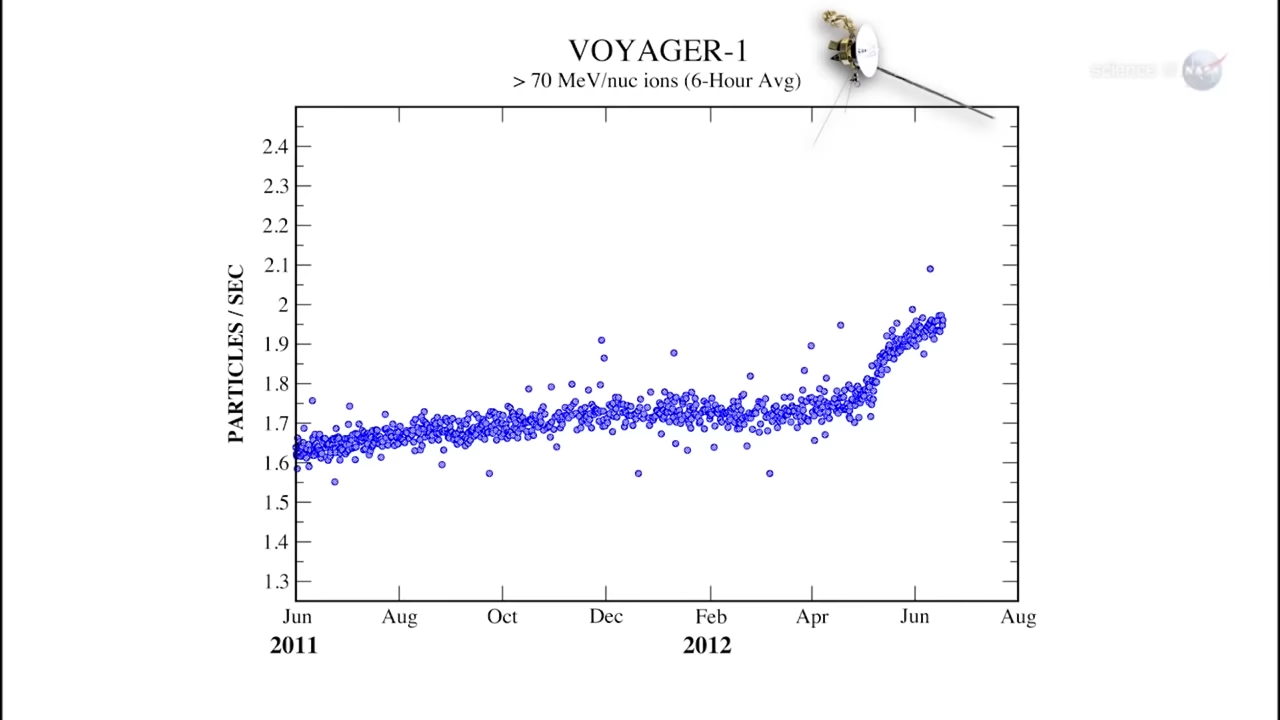 VOYAGER-1
> 70 MeV/nuc ions (6-Hour Avg)
science @ NASA
PARTICLES / SEC
2.4
2.3
2.2
2.1
2
1.9
1.8
1.7
1.6
1.5
1.4
1.3
Jun Aug Oct Dec Feb Apr Jun Aug
2011 2012